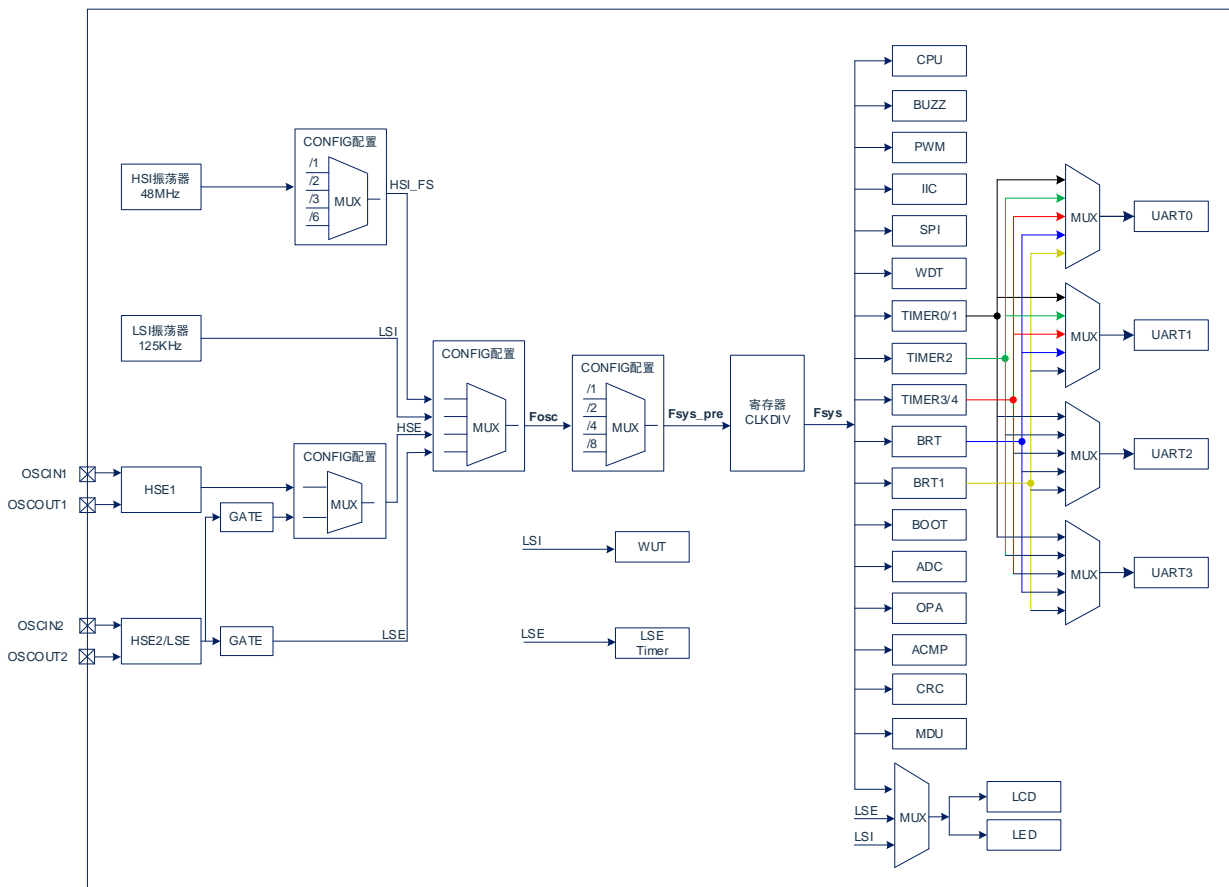 HSI振荡器
48MHz
CONFIG配置
/1
/2
/3
/6
MUX
HSI_FS
LSI振荡器
125KHz
LSI
CONFIG配置
MUX
Fosc
CONFIG配置
/1
/2
/4
/8
MUX
Fsys_pre
寄存器
CLKDIV
Fsys
HSE
OSCIN1
OSCOUT1
HSE1
GATE
CONFIG配置
MUX
OSCIN2
OSCOUT2
HSE2/LSE
GATE
LSE
LSI
WUT
LSE
LSE
Timer
CPU
BUZZ
PWM
IIC
SPI
WDT
TIMER0/1
TIMER2
TIMER3/4
BRT
BRT1
BOOT
ADC
OPA
ACMP
CRC
MDU
LSE
LSI
MUX
LCD
LED
MUX
UART0
MUX
UART1
MUX
UART2
MUX
UART3